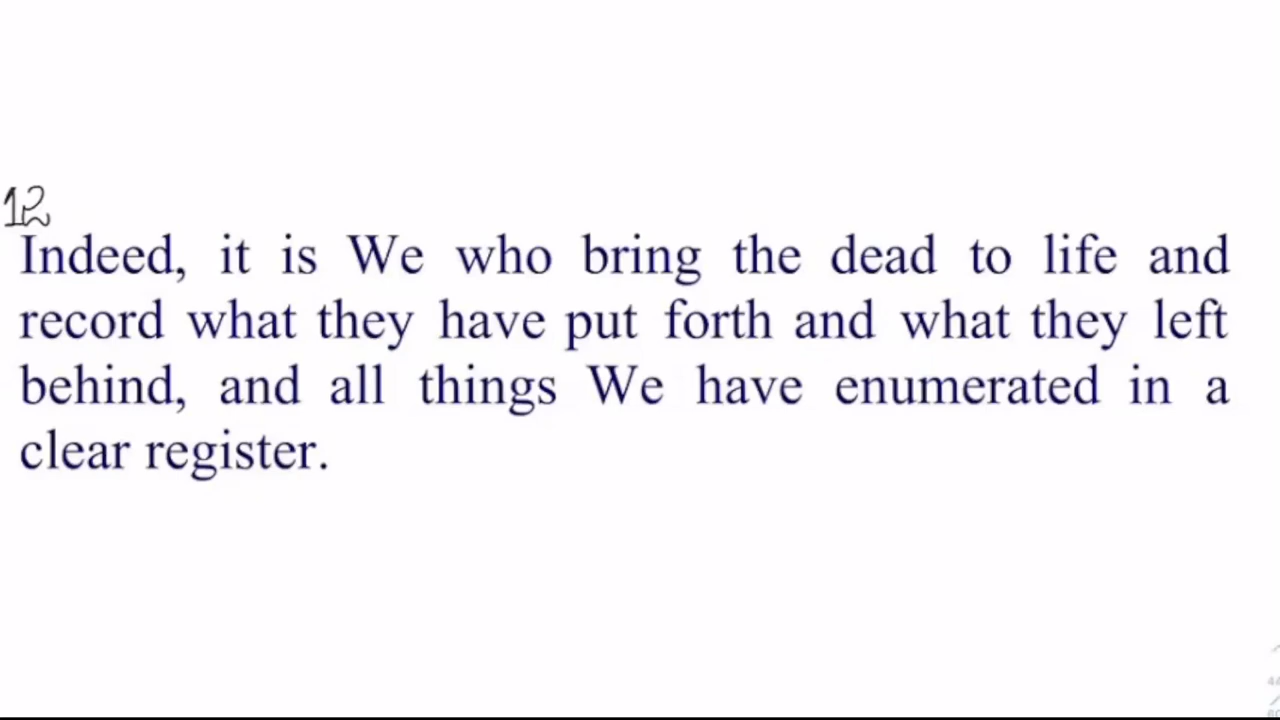 12
Indeed, it is We who bring the dead to life and
record what they have put forth and what they left
behind, and all things We have enumerated in a
clear register.